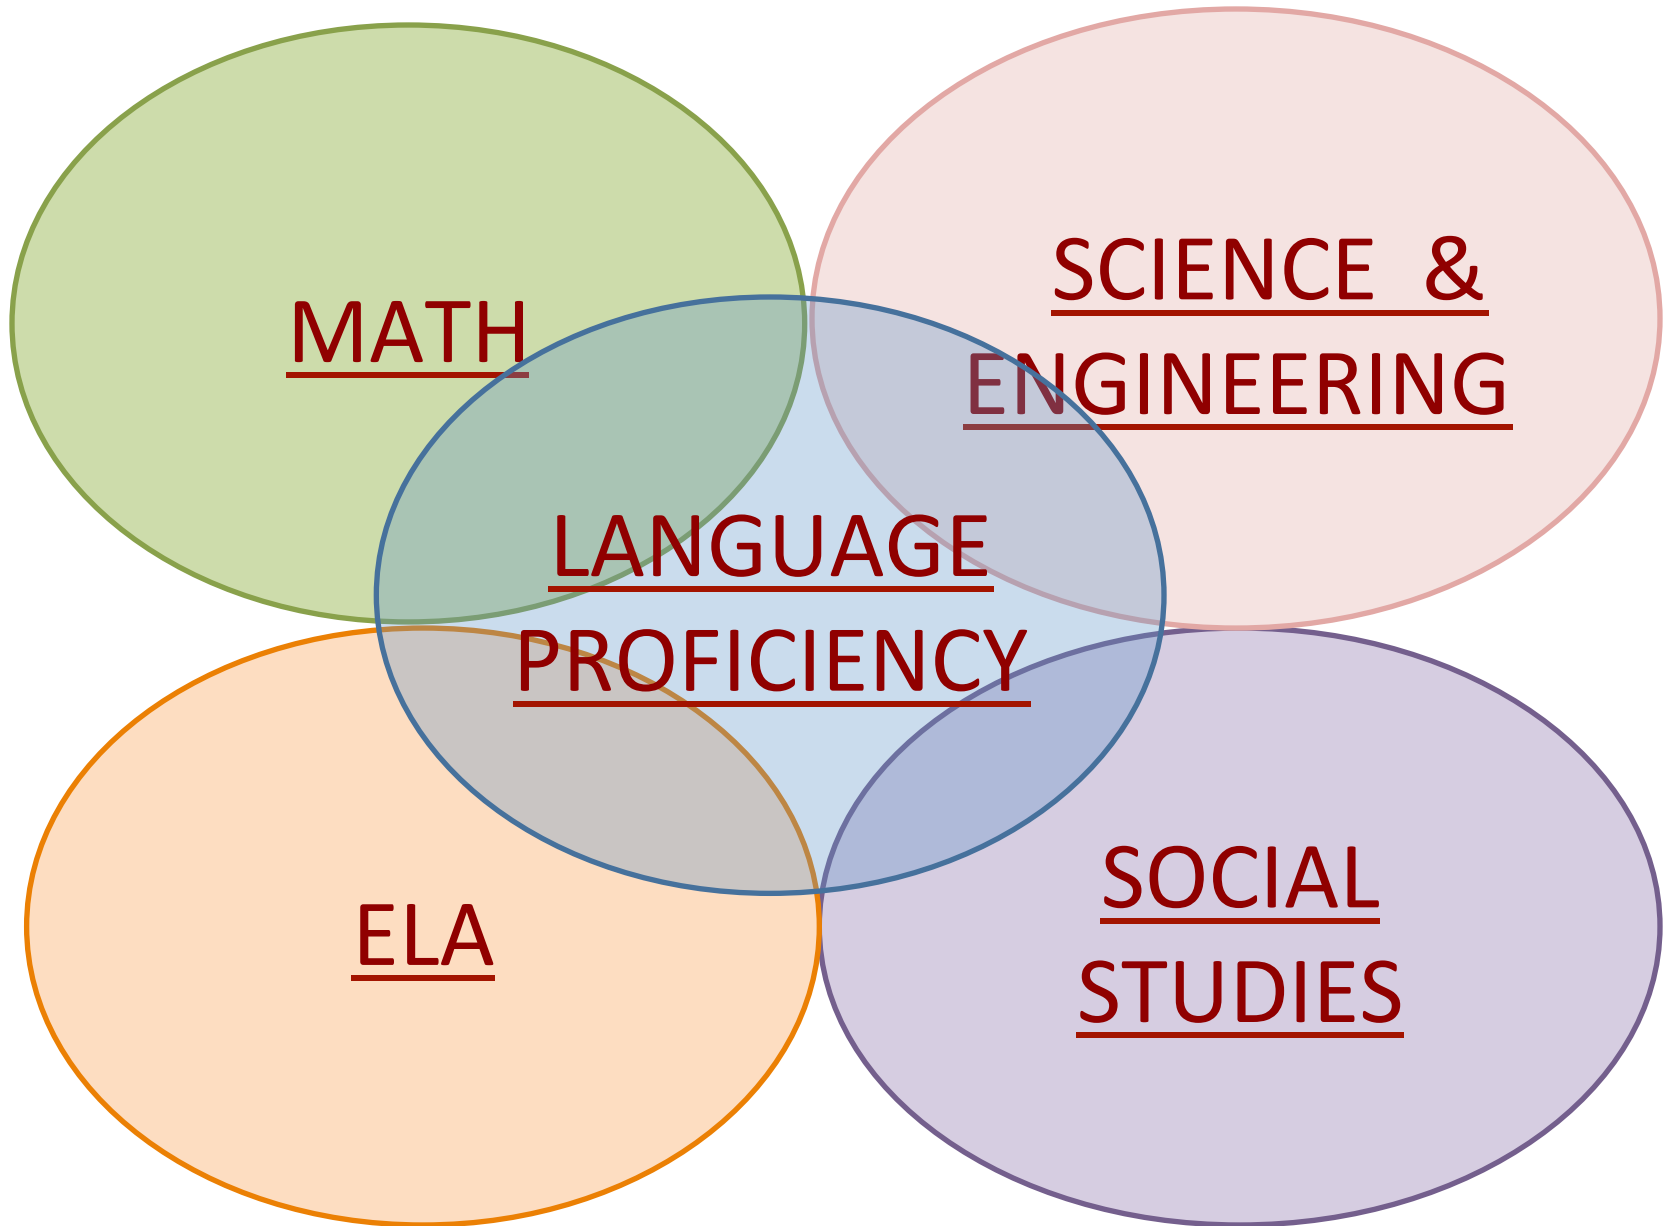 MATH
SCIENCE &
ENGINEERING
LANGUAGE
PROFICIENCY
ELA
SOCIAL
STUDIES